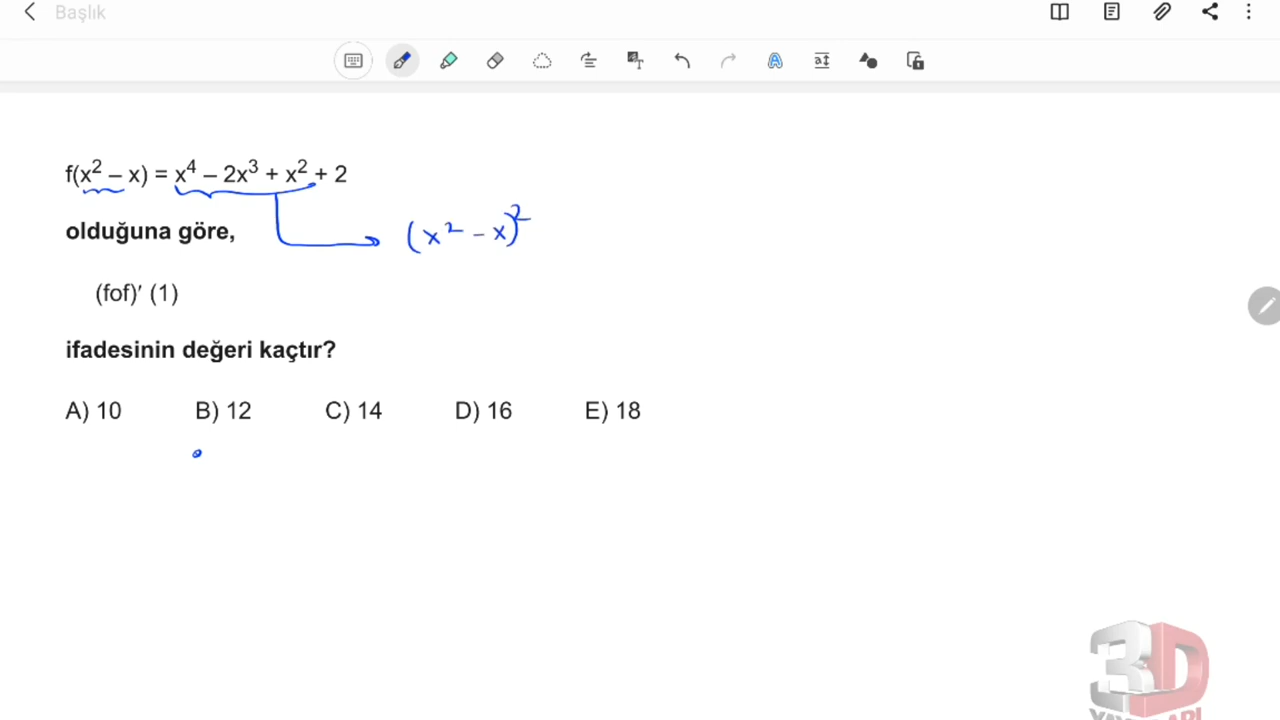 Başlık
f(x² – x) = x⁴ – 2x³ + x² + 2
olduğuna göre,
(x² – x)²
(fof)′ (1)
ifadesinin değeri kaçtır?
A) 10 B) 12 C) 14 D) 16 E) 18
3D
YAYINLARI